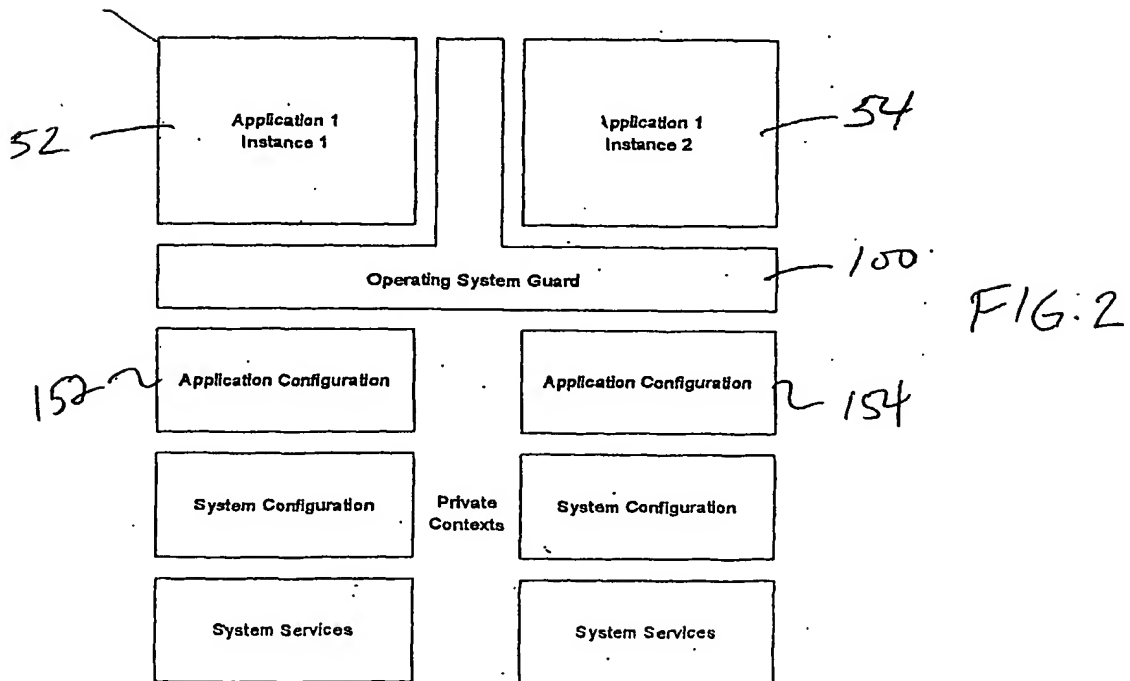 Application 1
Instance 1
Application 1
Instance 2
52
54
Operating System Guard
100
FIG:2
Application Configuration
Application Configuration
152
154
System Configuration
Private
Contexts
System Configuration
System Services
System Services